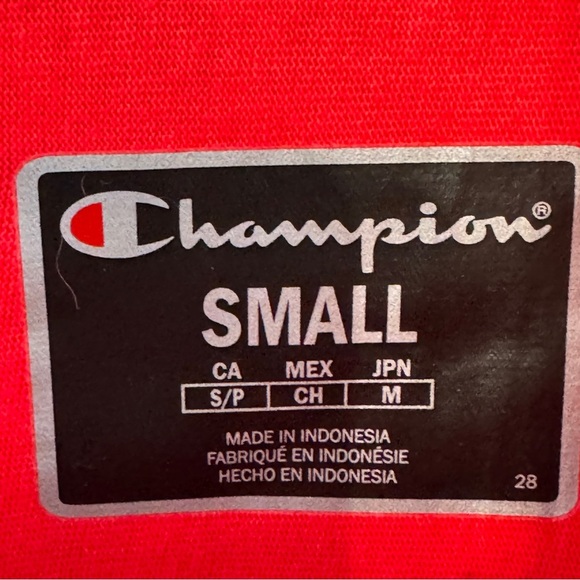 Champion®
SMALL
CA MEX JPN
S/P CH M
MADE IN INDONESIA
FABRIQUÉ EN INDONÉSIE
HECHO EN INDONESIA
28